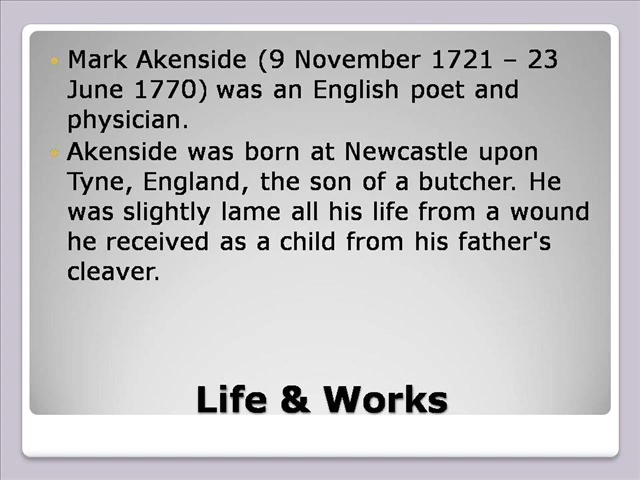 Mark Akenside (9 November 1721 – 23
June 1770) was an English poet and
physician.
Akenside was born at Newcastle upon
Tyne, England, the son of a butcher. He
was slightly lame all his life from a wound
he received as a child from his father's
cleaver.
Life & Works